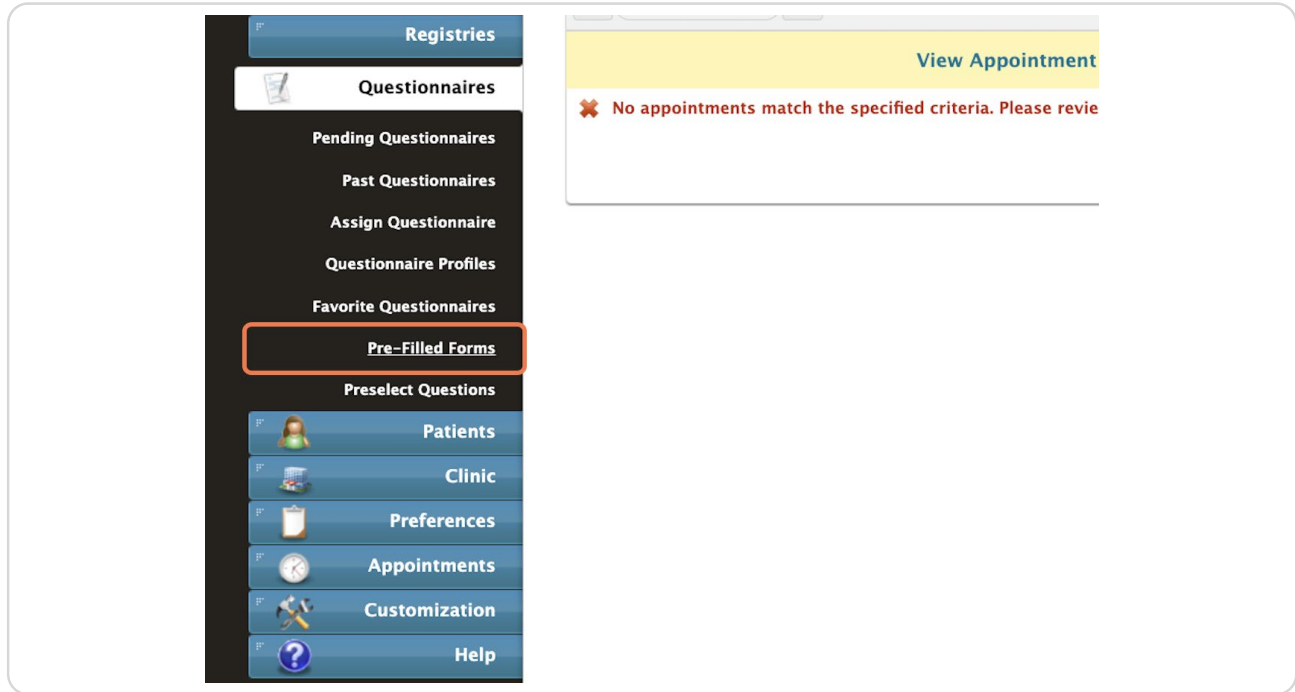 Registries
Questionnaires
Pending Questionnaires
Past Questionnaires
Assign Questionnaire
Questionnaire Profiles
Favorite Questionnaires
Pre-Filled Forms
Preselect Questions
Patients
Clinic
Preferences
Appointments
Customization
Help
View Appointment
No appointments match the specified criteria. Please revie